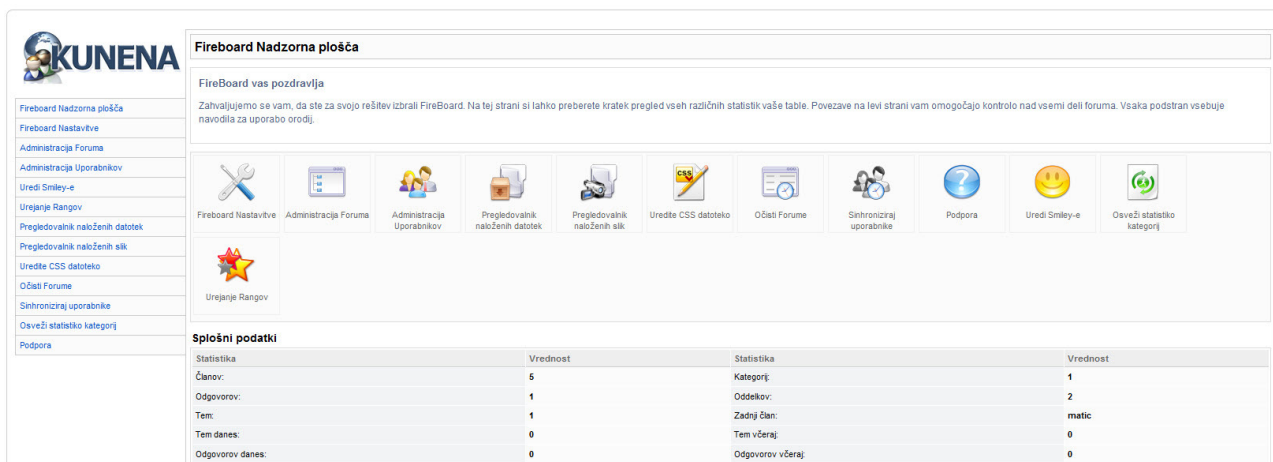 KUNENA
Fireboard Nadzorna plošča
Fireboard Nastavitve
Administracija Foruma
Administracija Uporabnikov
Uredi Smiley-e
Urejanje Rangov
Pregledovalnik naloženih datotek
Pregledovalnik naloženih slik
Uredite CSS datoteko
Očisti Forume
Sinhroniziraj uporabnike
Osveži statistiko kategorij
Podpora
Fireboard Nadzorna plošča
FireBoard vas pozdravlja
Zahvaljujemo se vam, da ste za svojo rešitev izbrali FireBoard. Na tej strani si lahko preberete kratek pregled vseh različnih statistik vaše table. Povezave na levi strani vam omogočajo kontrolo nad vsemi deli foruma. Vsaka podstran vsebuje
navodila za uporabo orodij.
Fireboard Nastavitve
Administracija Foruma
Administracija
Uporabnikov
Pregledovalnik
naloženih datotek
Pregledovalnik
naloženih slik
CSS
Uredite CSS datoteko
Očisti Forume
Sinhroniziraj
uporabnike
Podpora
Uredi Smiley-e
Osveži statistiko
kategorij
Urejanje Rangov
Splošni podatki
Statistika Vrednost Statistika Vrednost
Članov: 5 Kategorij: 1
Odgovorov: 1 Oddelkov: 2
Tem: 1 Zadnji član: matic
Tem danes: 0 Tem včeraj: 0
Odgovorov danes: 0 Odgovorov včeraj: 0